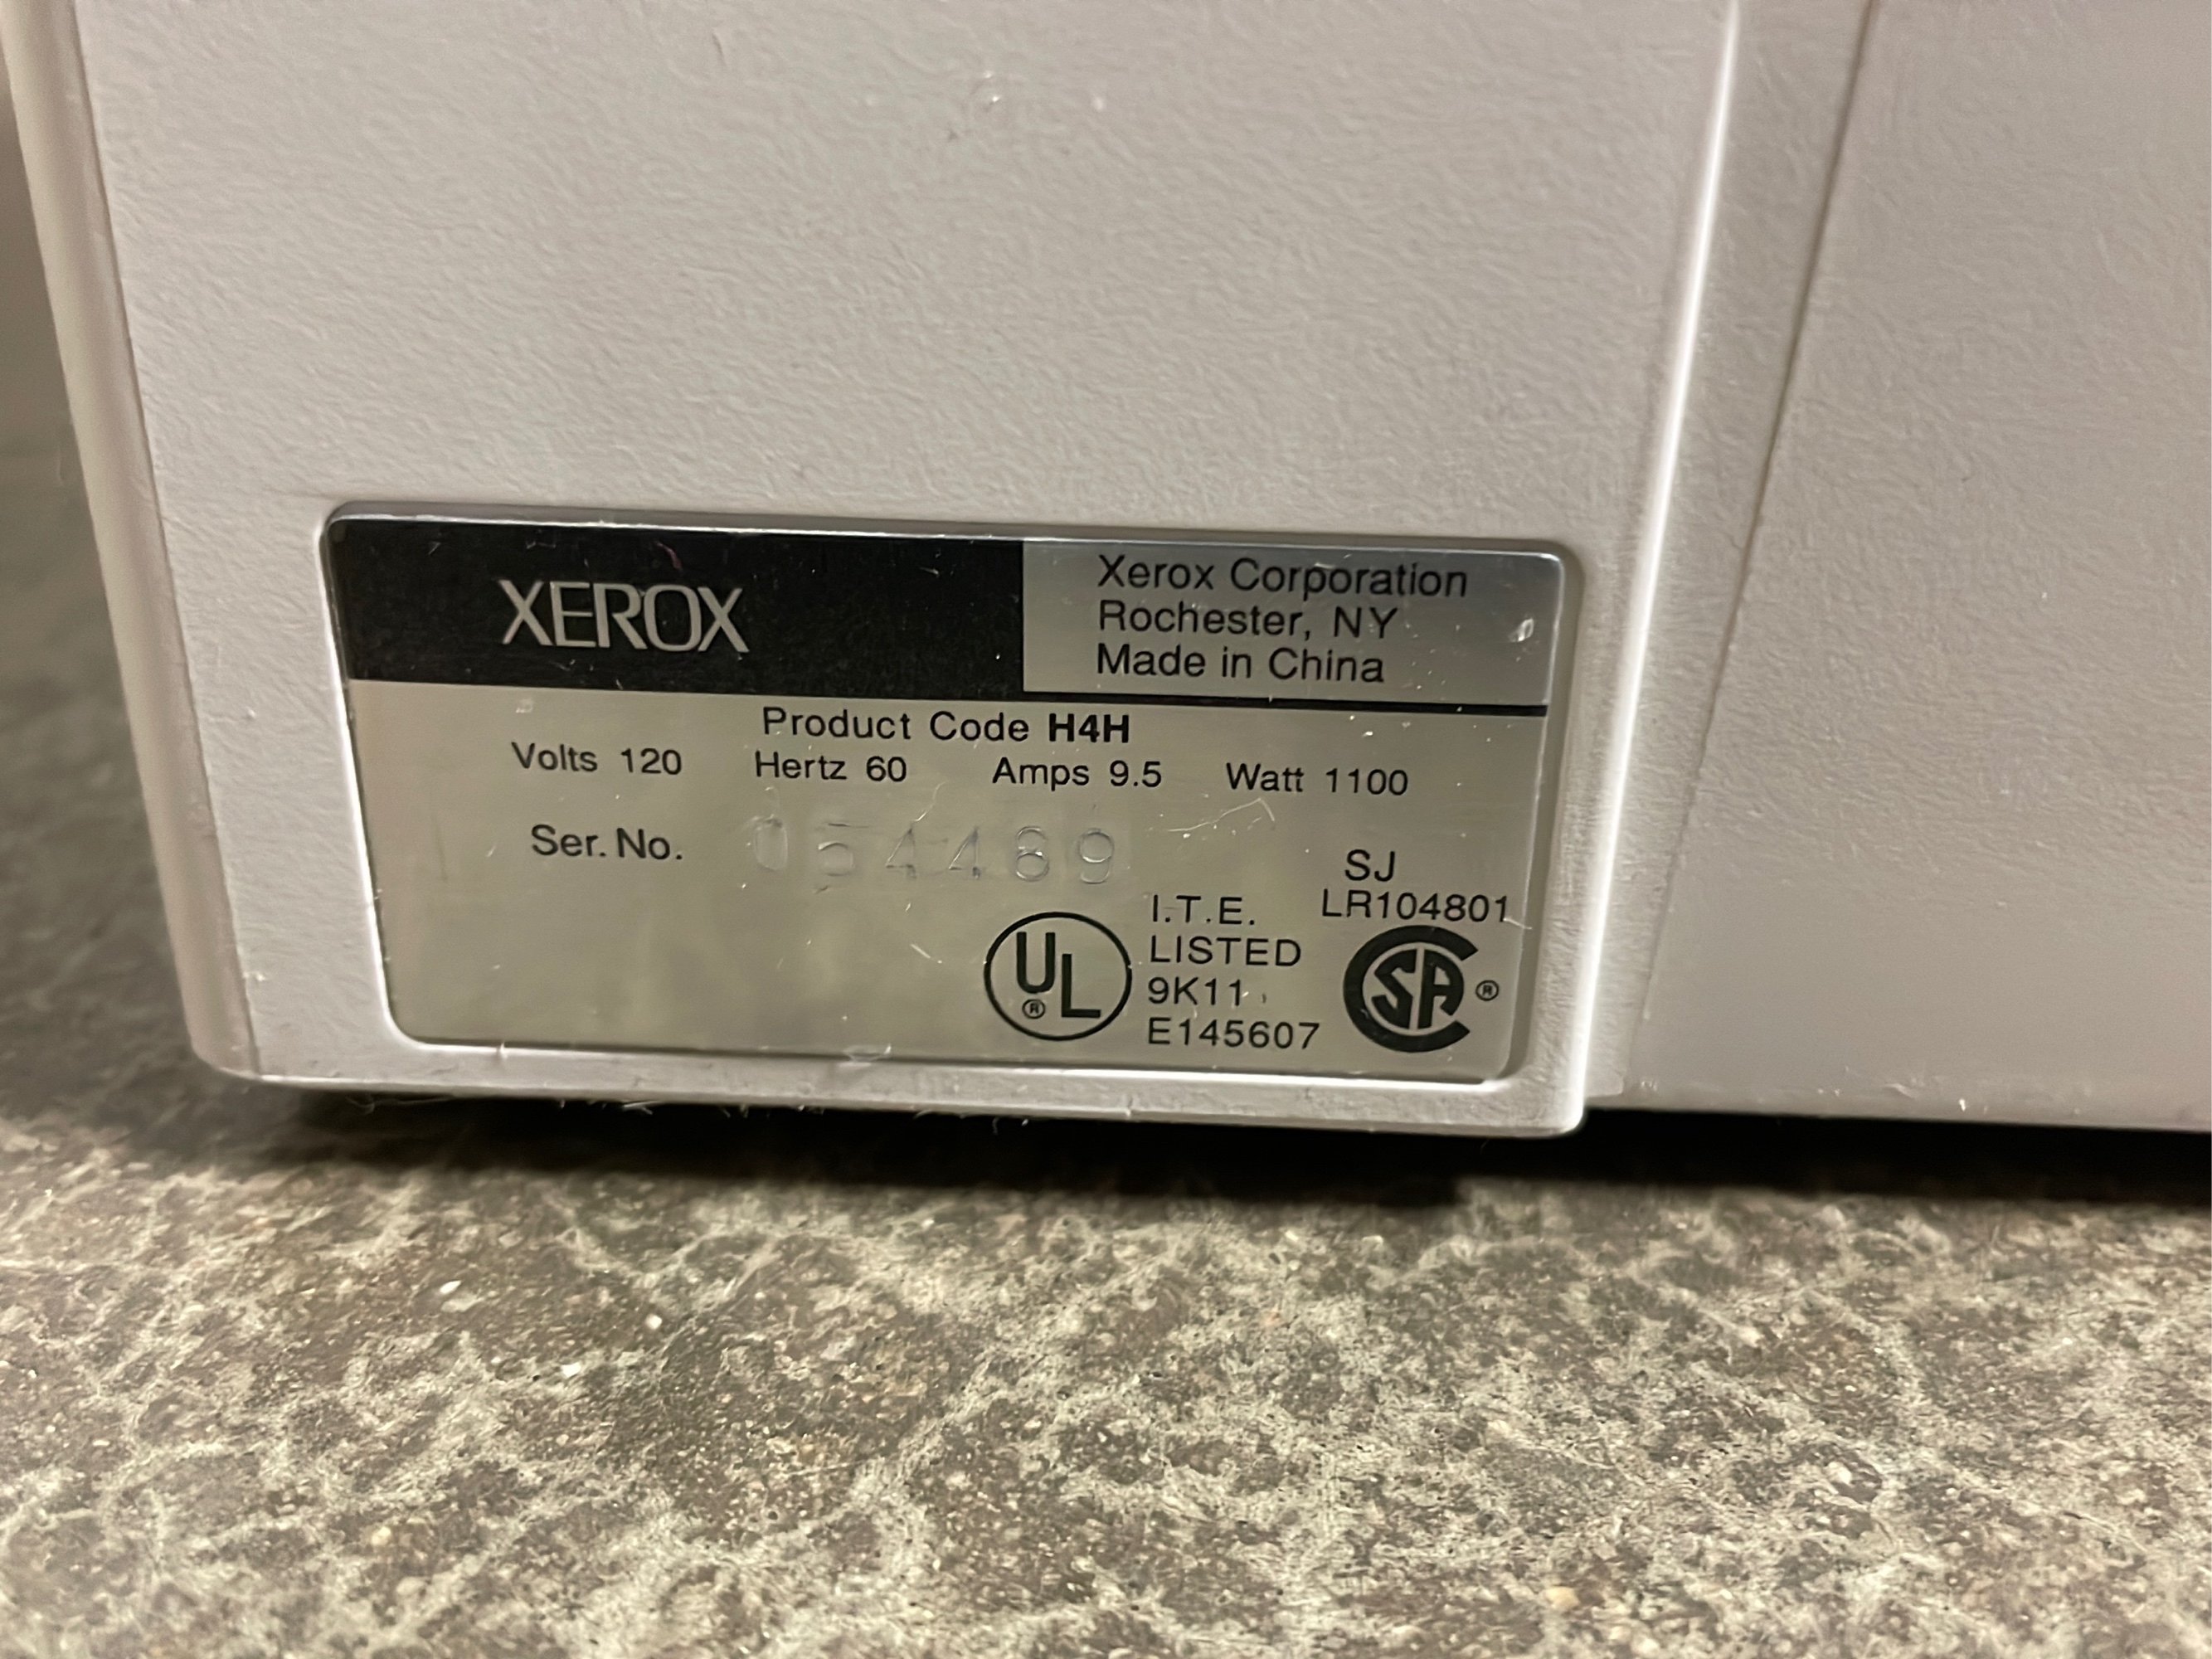 XEROX
Xerox Corporation
Rochester, NY
Made in China
Product Code H4H
Volts 120 Hertz 60 Amps 9.5 Watt 1100
Ser. No.
SJ
LR104801
I.T.E.
LISTED
9K11
E145607
UL ®
SA ®